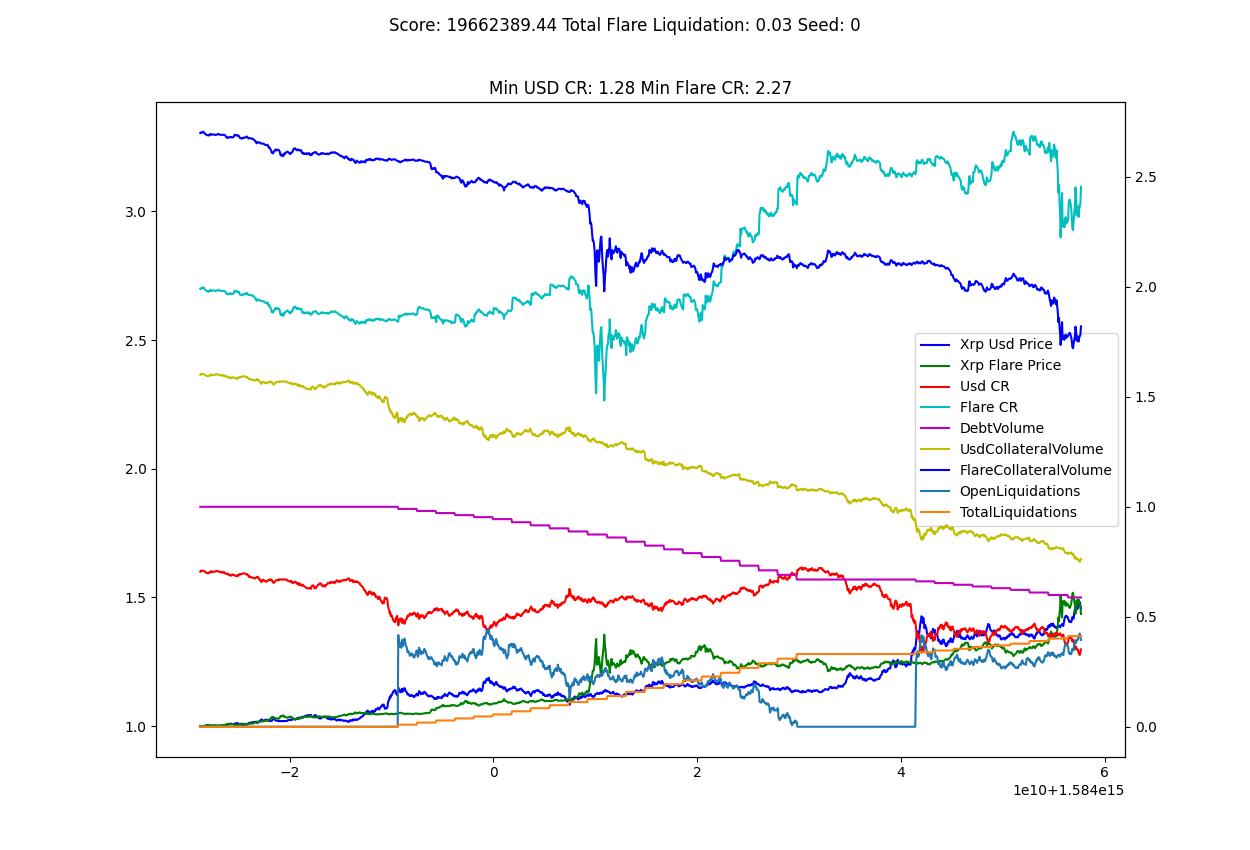 Score: 19662389.44 Total Flare Liquidation: 0.03 Seed: 0
Min USD CR: 1.28 Min Flare CR: 2.27
3.0
2.5
2.0
1.5
1.0
2.5
2.0
1.5
1.0
0.5
0.0
Xrp Usd Price
Xrp Flare Price
Usd CR
Flare CR
DebtVolume
UsdCollateralVolume
FlareCollateralVolume
OpenLiquidations
TotalLiquidations
−2 0 2 4 6
1e10+1.584e15